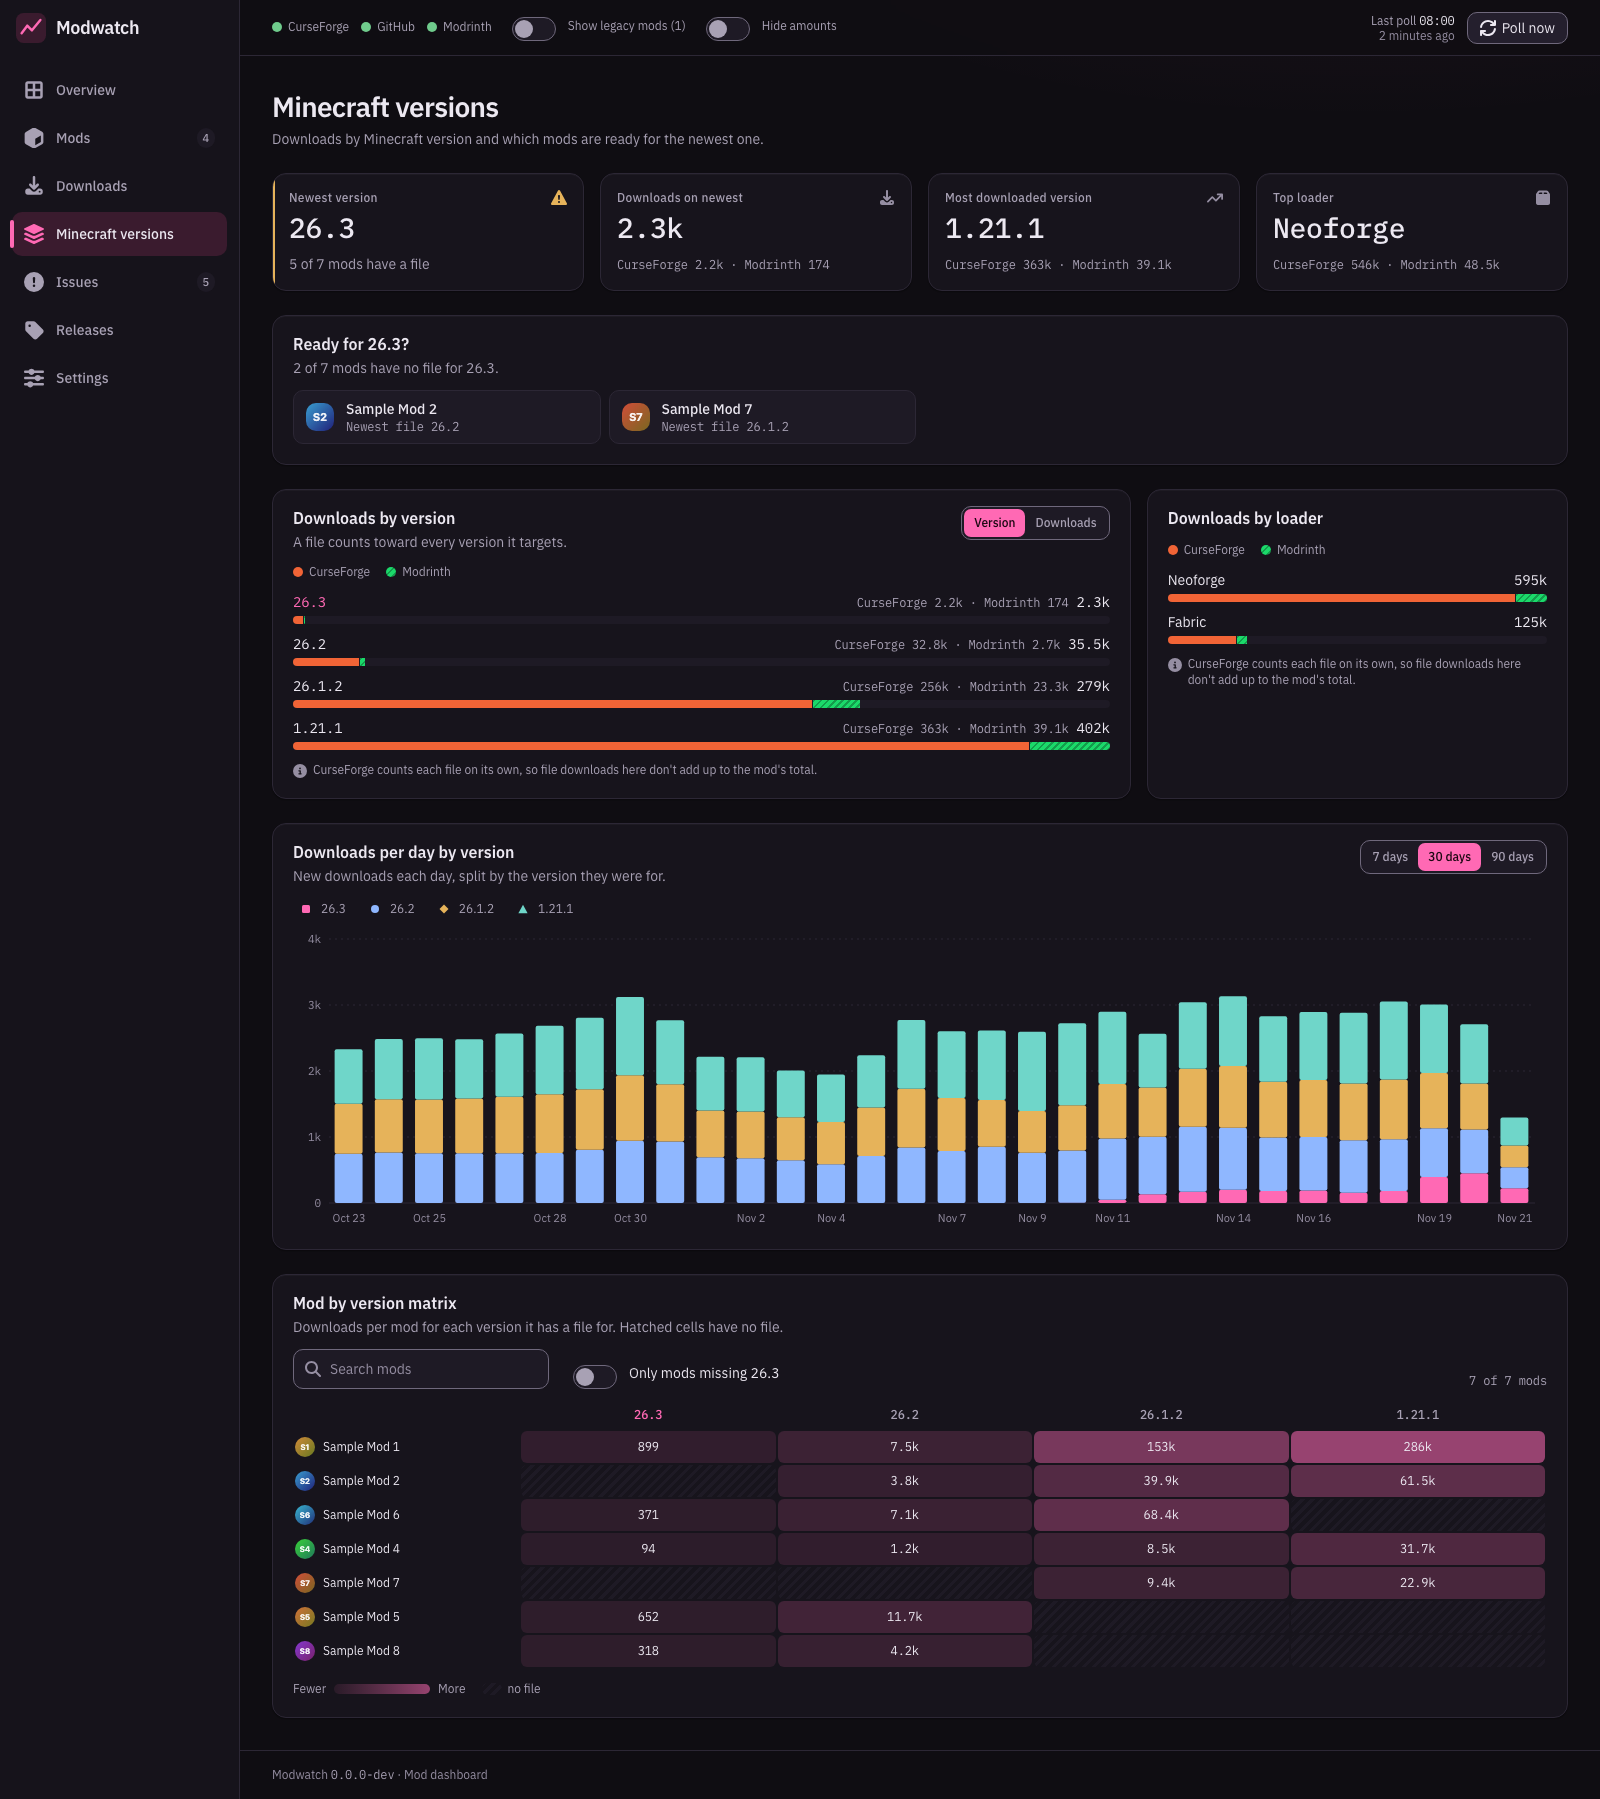 Modwatch
CurseForge GitHub Modrinth Show legacy mods (1) Hide amounts
Last poll 08:00
2 minutes ago
Poll now
Overview
Mods 4
Downloads
Minecraft versions
Issues 5
Releases
Settings
Minecraft versions
Downloads by Minecraft version and which mods are ready for the newest one.
Newest version
26.3
5 of 7 mods have a file
Downloads on newest
2.3k
CurseForge 2.2k · Modrinth 174
Most downloaded version
1.21.1
CurseForge 363k · Modrinth 39.1k
Top loader
Neoforge
CurseForge 546k · Modrinth 48.5k
Ready for 26.3?
2 of 7 mods have no file for 26.3.
S2 Sample Mod 2
Newest file 26.2
S7 Sample Mod 7
Newest file 26.1.2
Downloads by version
A file counts toward every version it targets.
Version Downloads
CurseForge Modrinth
26.3 CurseForge 2.2k · Modrinth 174 2.3k
26.2 CurseForge 32.8k · Modrinth 2.7k 35.5k
26.1.2 CurseForge 256k · Modrinth 23.3k 279k
1.21.1 CurseForge 363k · Modrinth 39.1k 402k
CurseForge counts each file on its own, so file downloads here don't add up to the mod's total.
Downloads by loader
CurseForge Modrinth
Neoforge 595k
Fabric 125k
CurseForge counts each file on its own, so file downloads here
don't add up to the mod's total.
Downloads per day by version
New downloads each day, split by the version they were for.
7 days 30 days 90 days
26.3 26.2 26.1.2 1.21.1
4k
3k
2k
1k
0
Oct 23 Oct 25 Oct 28 Oct 30 Nov 2 Nov 4 Nov 7 Nov 9 Nov 11 Nov 14 Nov 16 Nov 19 Nov 21
Mod by version matrix
Downloads per mod for each version it has a file for. Hatched cells have no file.
Search mods
Only mods missing 26.3
7 of 7 mods
26.3 26.2 26.1.2 1.21.1
S1 Sample Mod 1 899 7.5k 153k 286k
S2 Sample Mod 2 3.8k 39.9k 61.5k
S6 Sample Mod 6 371 7.1k 68.4k
S4 Sample Mod 4 94 1.2k 8.5k 31.7k
S7 Sample Mod 7 9.4k 22.9k
S5 Sample Mod 5 652 11.7k
S8 Sample Mod 8 318 4.2k
Fewer More no file
Modwatch 0.0.0-dev · Mod dashboard